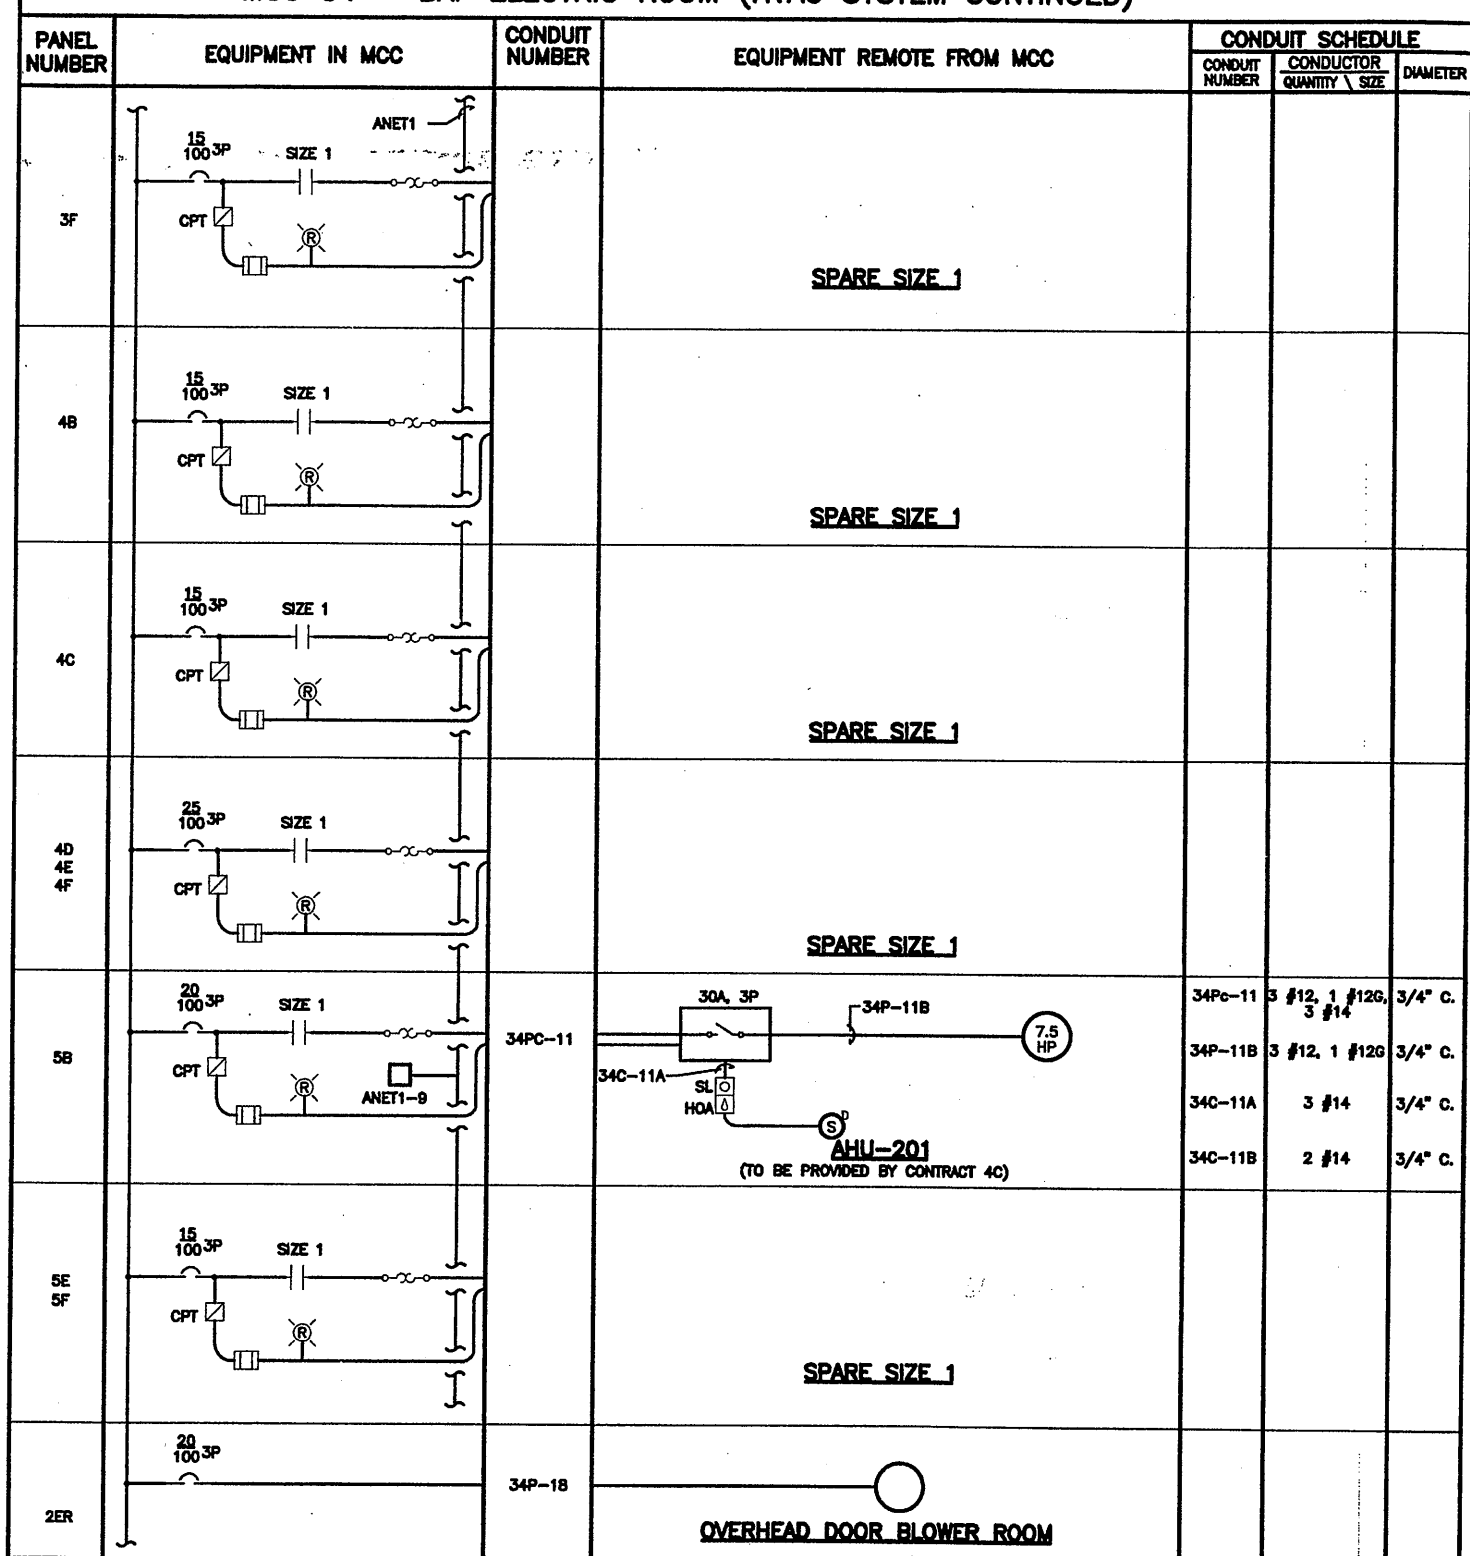 ELECTRIC ROOM (HVAC SYSTEM CONTINUED)
PANEL NUMBER
EQUIPMENT IN MCC
CONDUIT NUMBER
EQUIPMENT REMOTE FROM MCC
CONDUIT SCHEDULE
CONDUIT NUMBER
CONDUCTOR
QUANTITY \ SIZE
DIAMETER
3F
15
100 3P
SIZE 1
ANET1
CPT
R
SPARE SIZE 1
4B
15
100 3P
SIZE 1
CPT
R
SPARE SIZE 1
4C
15
100 3P
SIZE 1
CPT
R
SPARE SIZE 1
4D
4E
4F
25
100 3P
SIZE 1
CPT
R
SPARE SIZE 1
5B
20
100 3P
SIZE 1
CPT
R
ANET1-9
34PC-11
30A, 3P
34P-11B
7.5
HP
34C-11A
SL
HOA
S D
AHU-201
(TO BE PROVIDED BY CONTRACT 4C)
34Pc-11 3 #12, 1 #12G, 3/4" C.
3 #14
34P-11B 3 #12, 1 #12G 3/4" C.
34C-11A 3 #14 3/4" C.
34C-11B 2 #14 3/4" C.
5E
5F
15
100 3P
SIZE 1
CPT
R
SPARE SIZE 1
2ER
20
100 3P
34P-18
OVERHEAD DOOR BLOWER ROOM